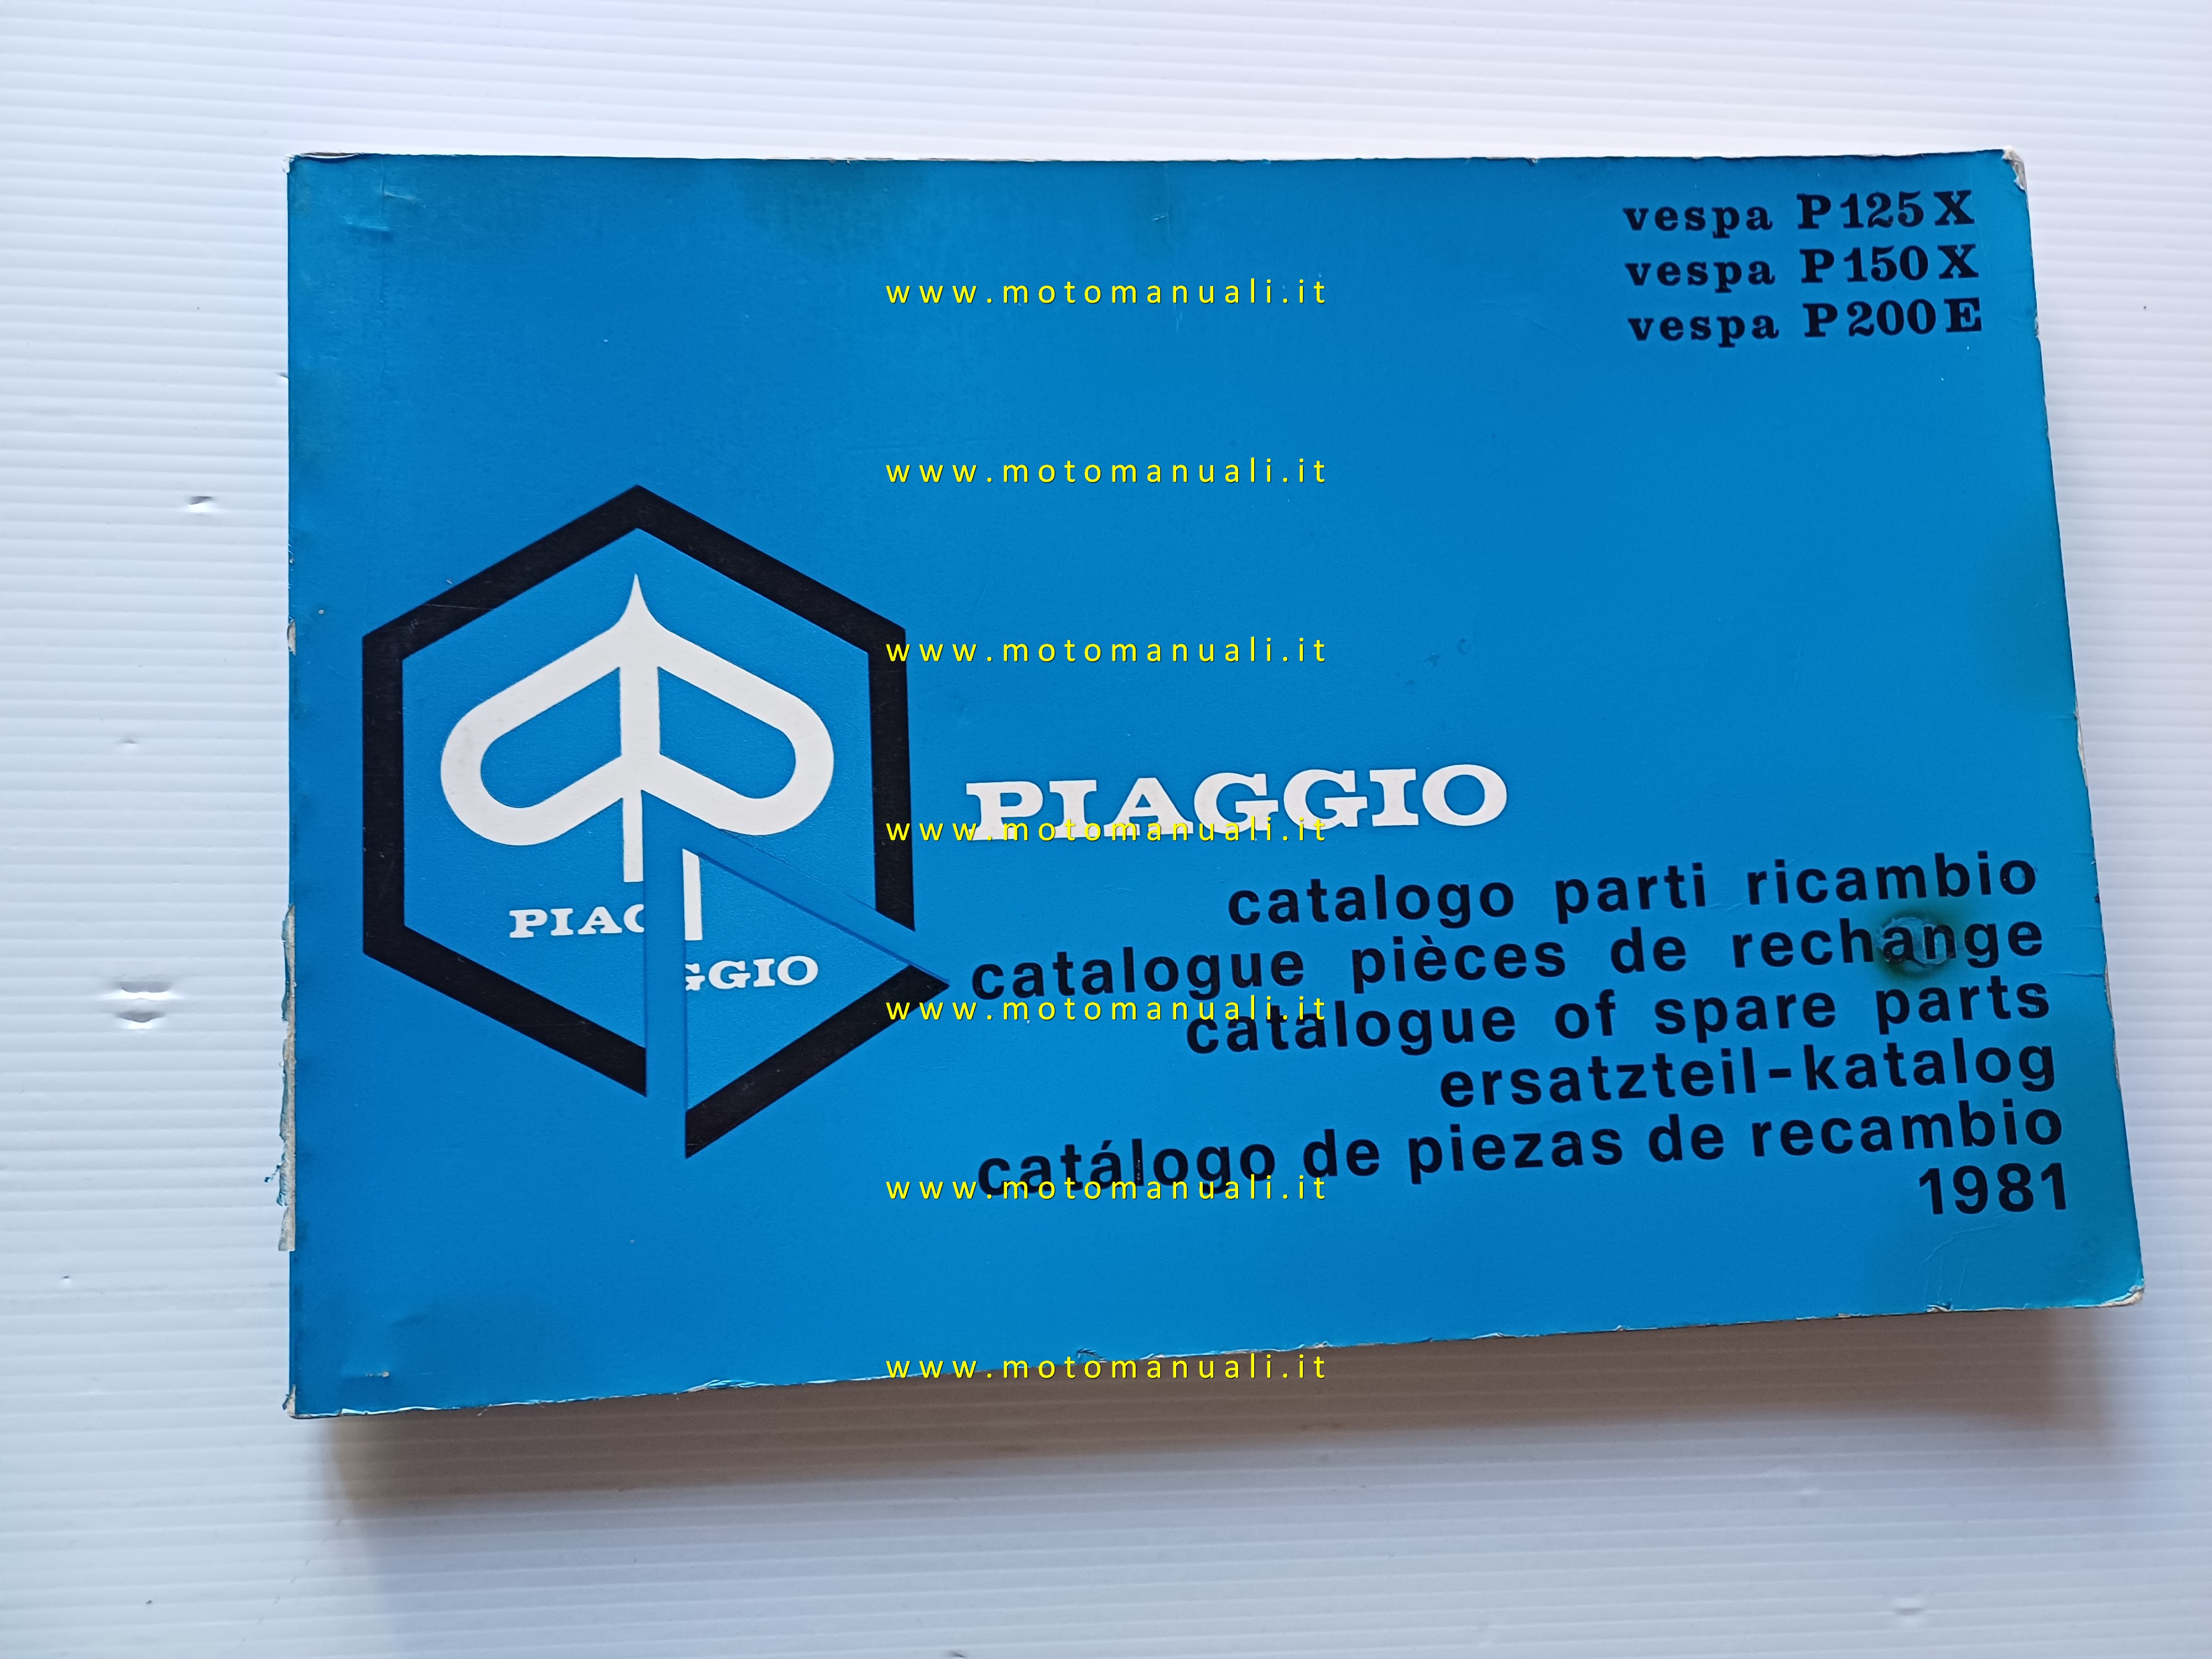 vespa P125X
vespa P150X
vespa P200E
www.motomanuali.it
www.motomanuali.it
www.motomanuali.it
PIAGGIO
www.motomanuali.it
PIAG
GGIO
catalogo parti ricambio
catalogue pièces de rechange
www.motomanuali.it
catalogue of spare parts
ersatzteil-katalog
catálogo de piezas de recambio
www.motomanuali.it
1981
www.motomanuali.it